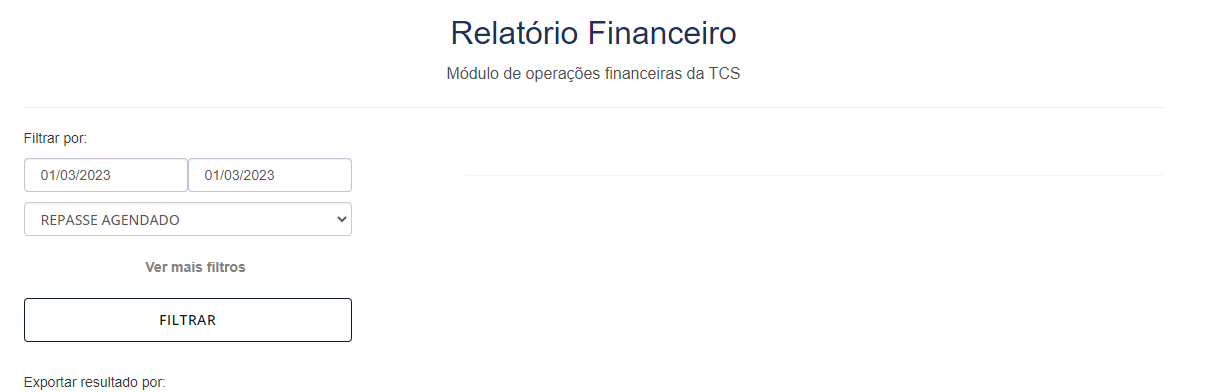 Relatório Financeiro
Módulo de operações financeiras da TCS
Filtrar por:
01/03/2023 01/03/2023
REPASSE AGENDADO
Ver mais filtros
FILTRAR
Exportar resultado por: